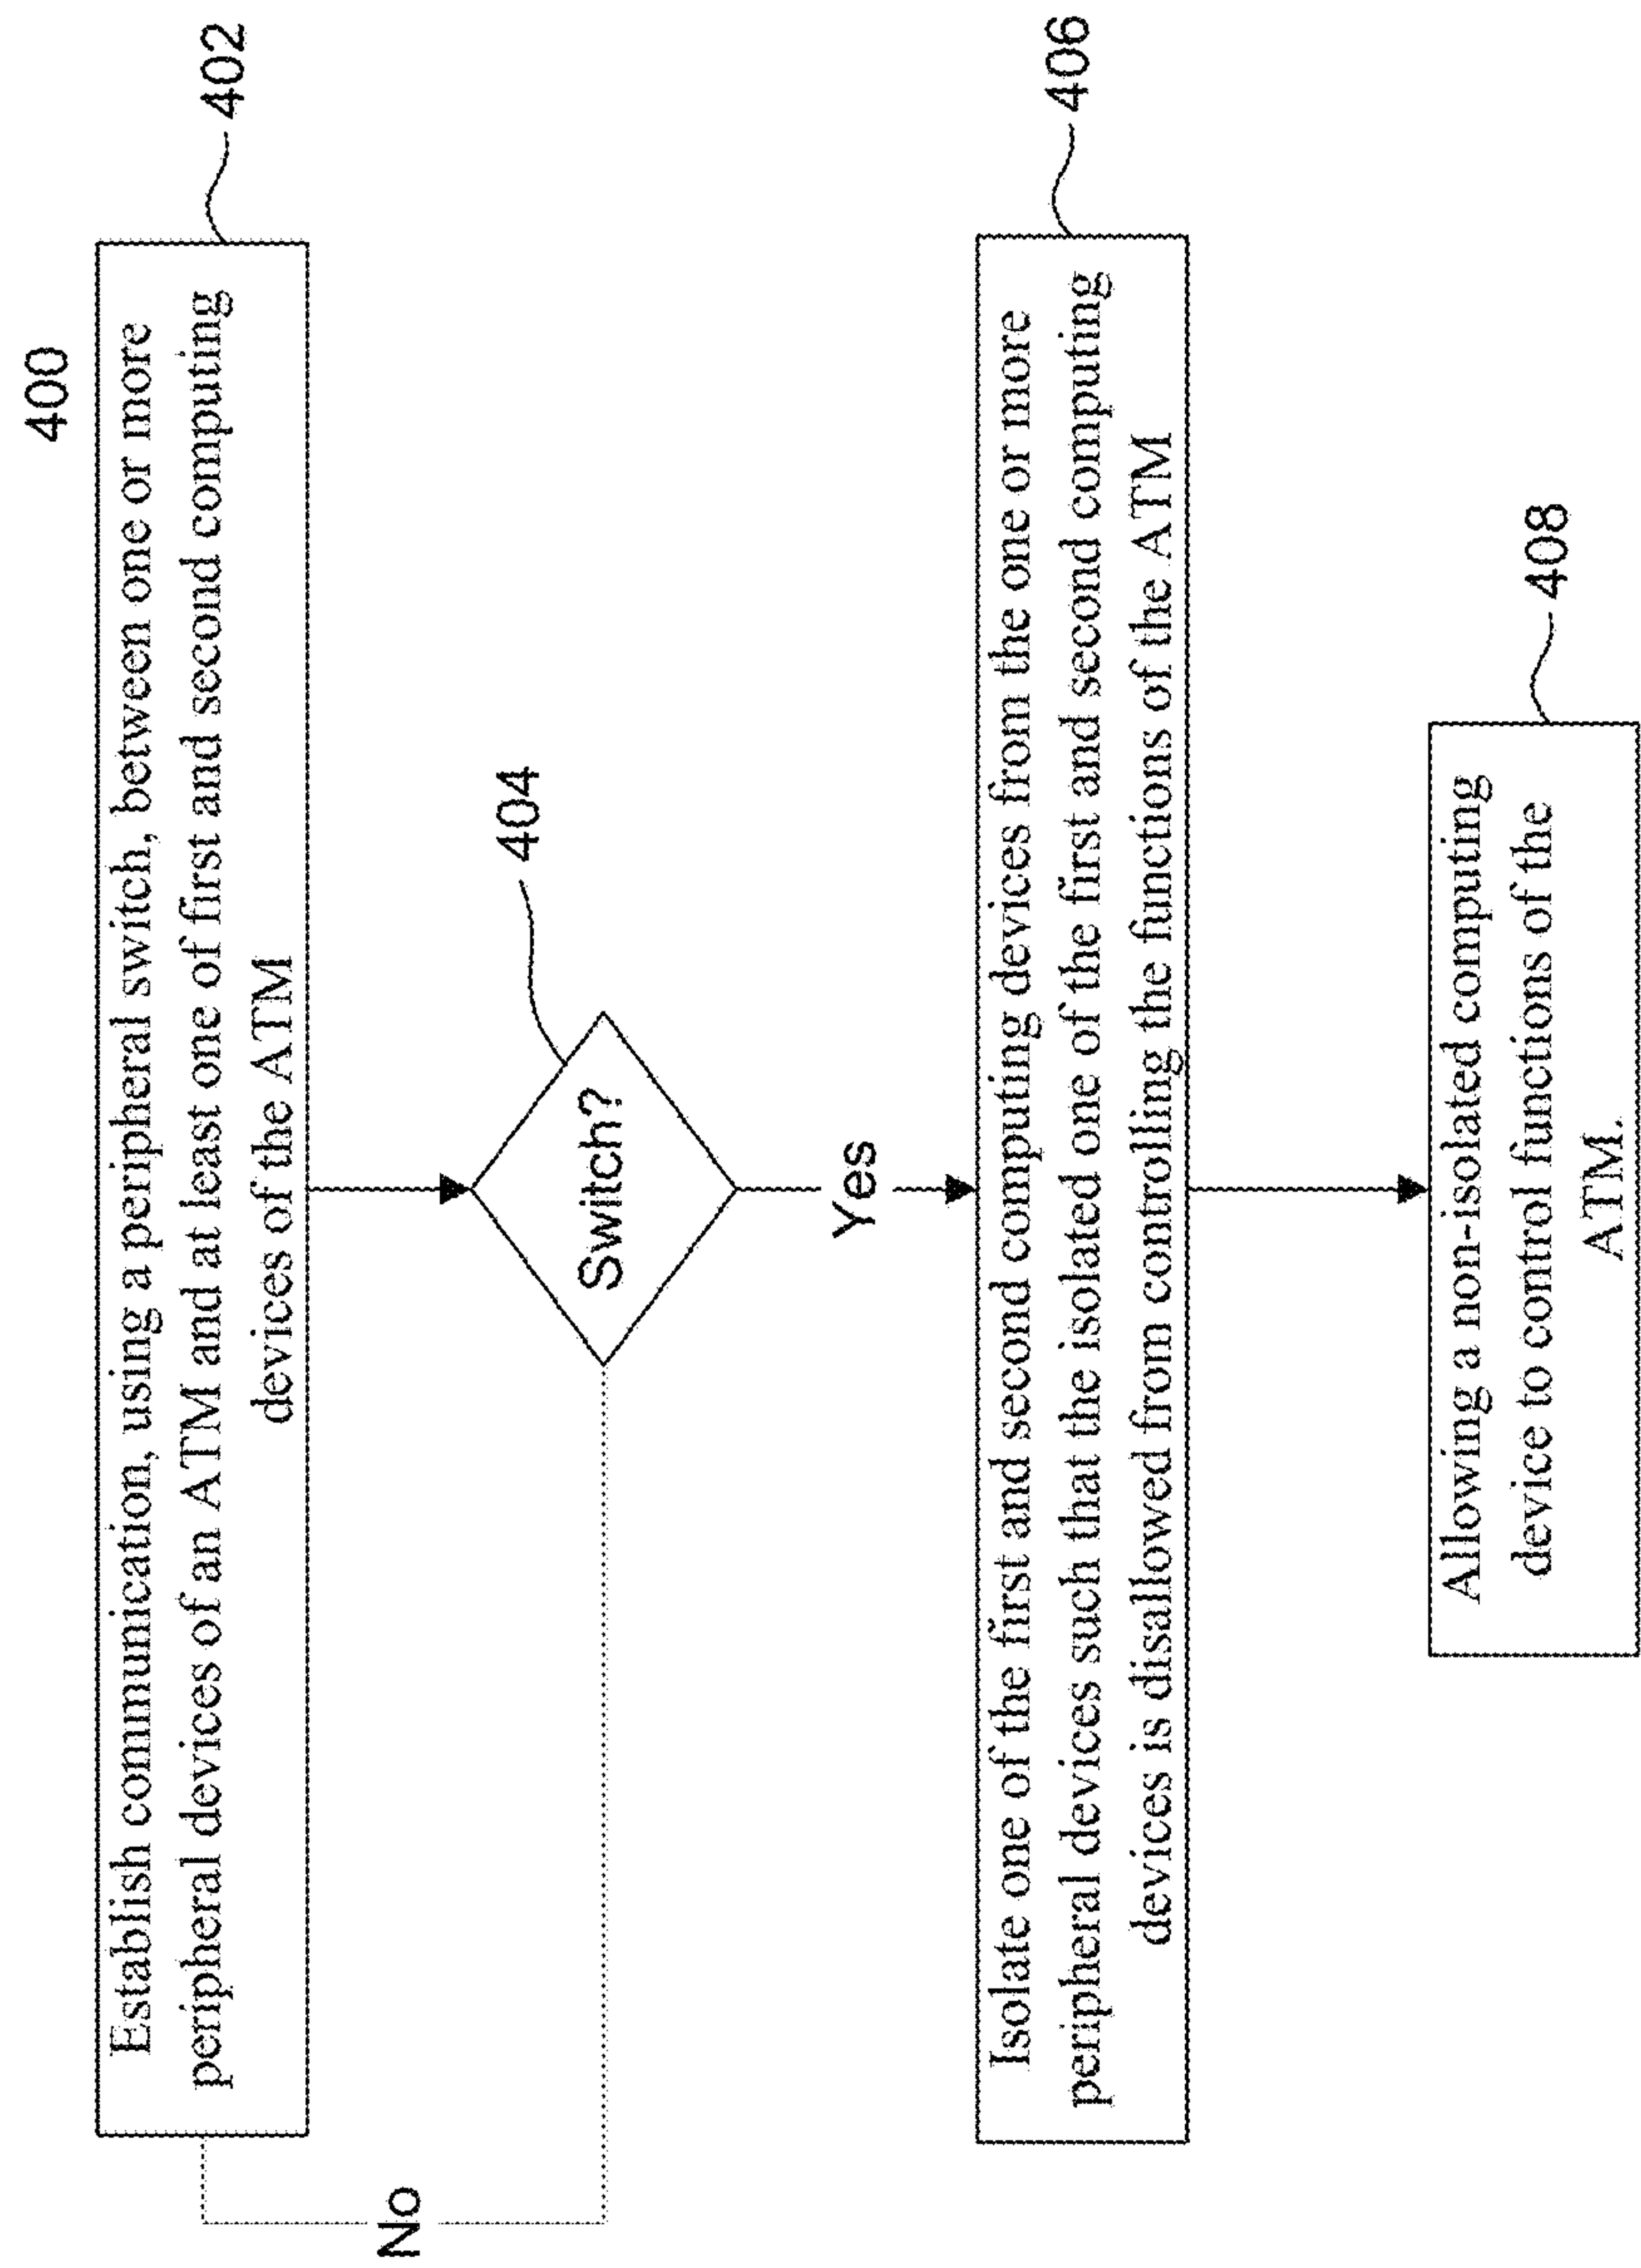 400
402
Establish communication, using a peripheral switch, between one or more
peripheral devices of an ATM and at least one of first and second computing
devices of the ATM
404
Switch?
No
Yes
406
Isolate one of the first and second computing devices from the one or more
peripheral devices such that the isolated one of the first and second computing
devices is disallowed from controlling the functions of the ATM
408
Allowing a non-isolated computing
device to control functions of the
ATM.